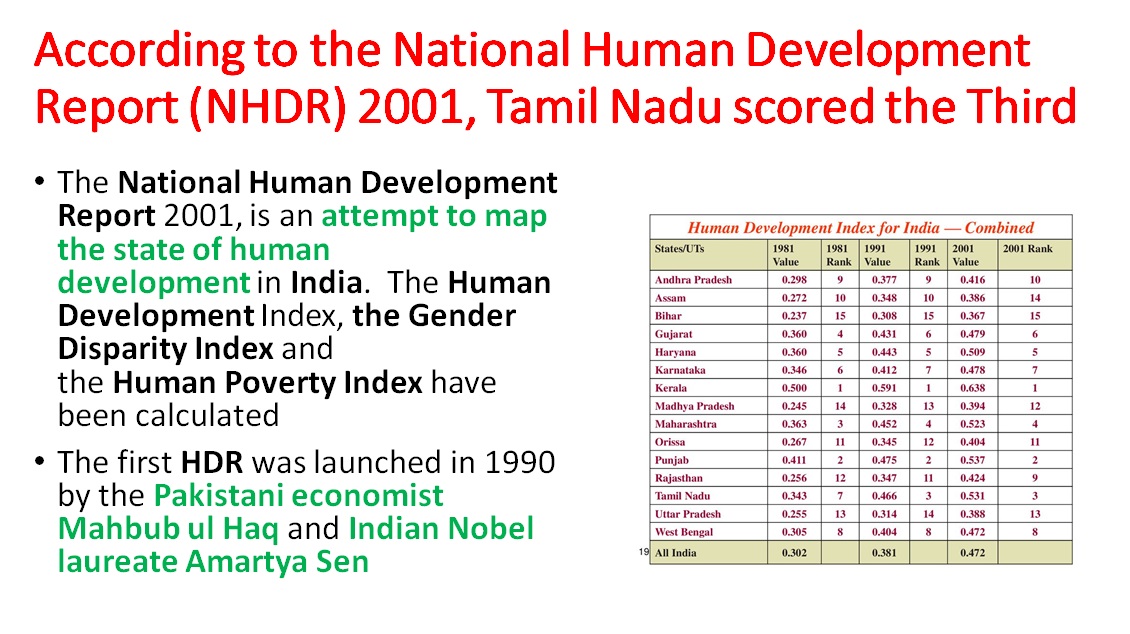 According to the National Human Development
Report (NHDR) 2001, Tamil Nadu scored the Third
• The National Human Development
Report 2001, is an attempt to map
the state of human
development in India. The Human
Development Index, the Gender
Disparity Index and
the Human Poverty Index have
been calculated
• The first HDR was launched in 1990
by the Pakistani economist
Mahbub ul Haq and Indian Nobel
laureate Amartya Sen
Human Development Index for India — Combined
States/UTs 1981 Value 1981 Rank 1991 Value 1991 Rank 2001 Value 2001 Rank
Andhra Pradesh 0.298 9 0.377 9 0.416 10
Assam 0.272 10 0.348 10 0.386 14
Bihar 0.237 15 0.308 15 0.367 15
Gujarat 0.360 4 0.431 6 0.479 6
Haryana 0.360 5 0.443 5 0.509 5
Karnataka 0.346 6 0.412 7 0.478 7
Kerala 0.500 1 0.591 1 0.638 1
Madhya Pradesh 0.245 14 0.328 13 0.394 12
Maharashtra 0.363 3 0.452 4 0.523 4
Orissa 0.267 11 0.345 12 0.404 11
Punjab 0.411 2 0.475 2 0.537 2
Rajasthan 0.256 12 0.347 11 0.424 9
Tamil Nadu 0.343 7 0.466 3 0.531 3
Uttar Pradesh 0.255 13 0.314 14 0.388 13
West Bengal 0.305 8 0.404 8 0.472 8
19 All India 0.302 0.381 0.472